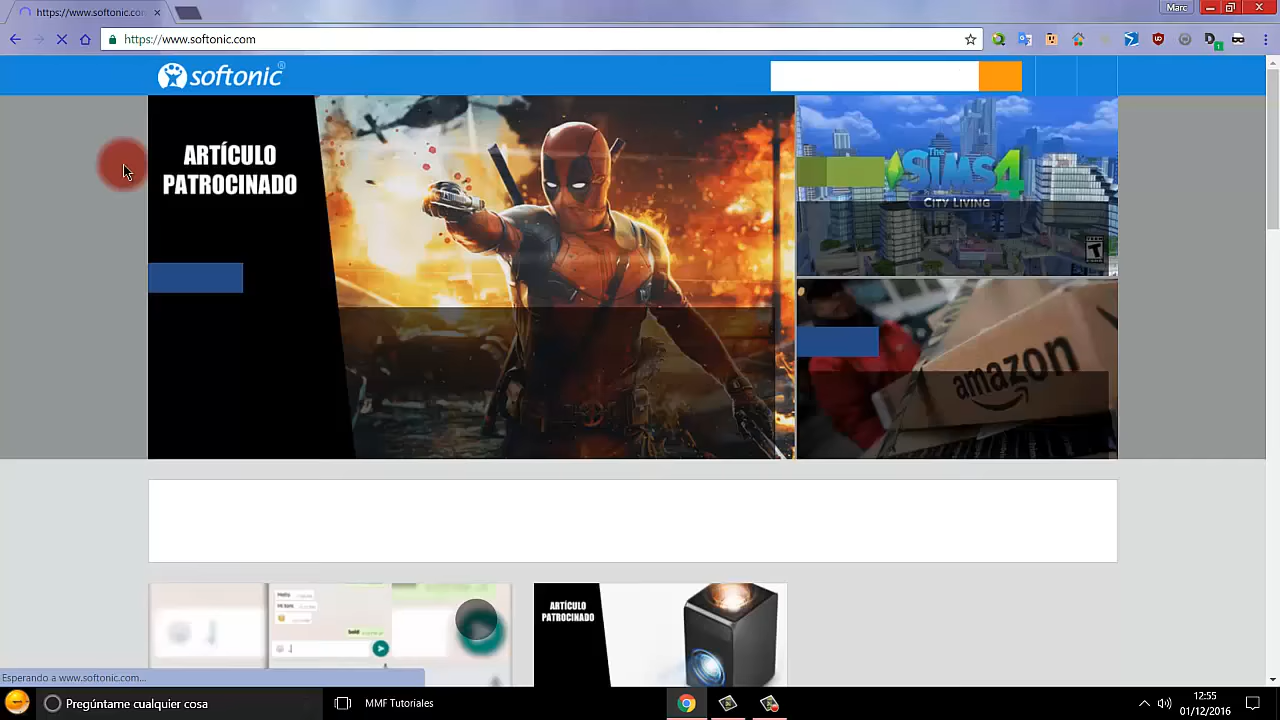 https://www.softonic.com
Marc
https://www.softonic.com
softonic®
ARTÍCULO
PATROCINADO
THE SIMS 4
CITY LIVING
amazon
ARTÍCULO
PATROCINADO
Esperando a www.softonic.com...
Pregúntame cualquier cosa
MMF Tutoriales
12:55
01/12/2016